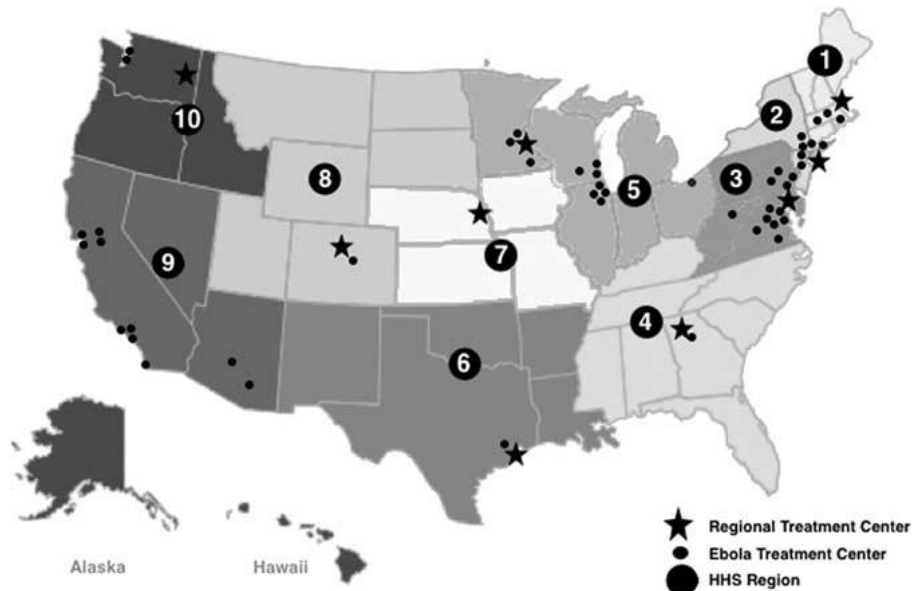 1
2
10
3
8
5
7
9
4
6
Regional Treatment Center
Ebola Treatment Center
Alaska
Hawaii
HHS Region